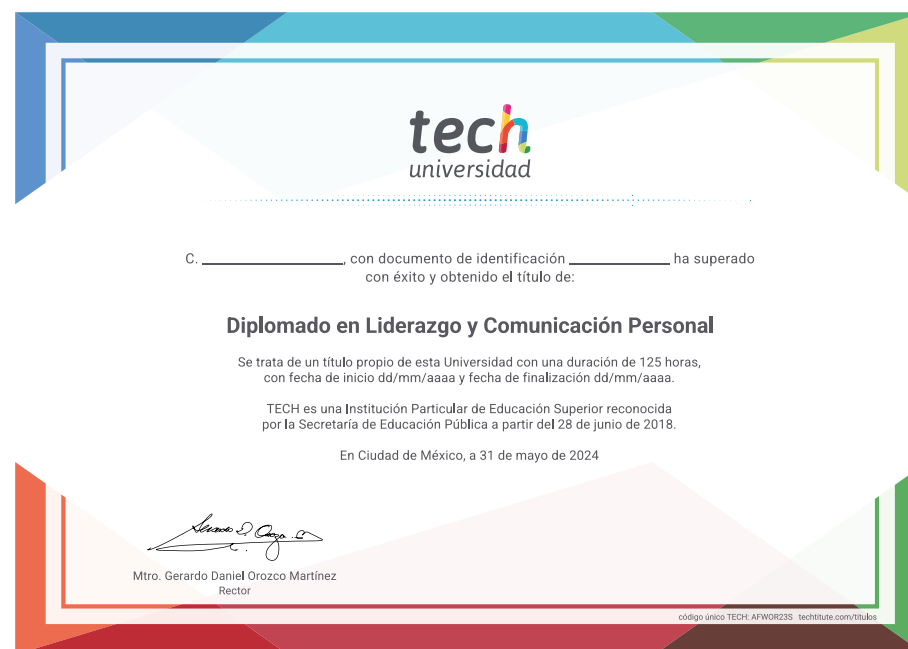 tech
universidad
C. ____________________, con documento de identificación ______________ ha superado
con éxito y obtenido el título de:
Diplomado en Liderazgo y Comunicación Personal
Se trata de un título propio de esta Universidad con una duración de 125 horas,
con fecha de inicio dd/mm/aaaa y fecha de finalización dd/mm/aaaa.
TECH es una Institución Particular de Educación Superior reconocida
por la Secretaría de Educación Pública a partir del 28 de junio de 2018.
En Ciudad de México, a 31 de mayo de 2024
Mtro. Gerardo Daniel Orozco Martínez
Rector
código único TECH: AFWOR23S techtitute.com/titulos